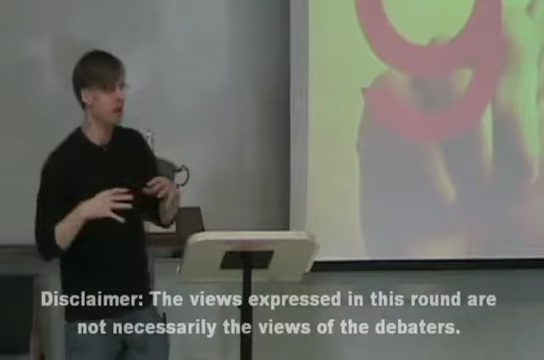 g
Disclaimer: The views expressed in this round are
not necessarily the views of the debaters.